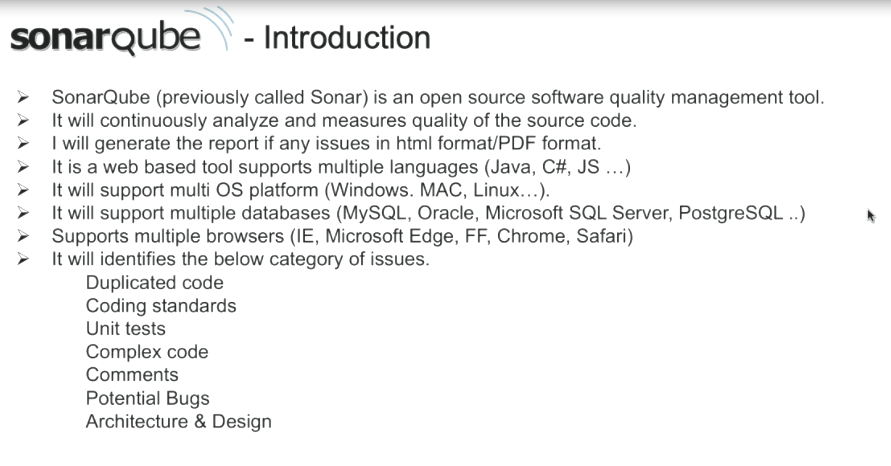 sonarqube - Introduction
➢ SonarQube (previously called Sonar) is an open source software quality management tool.
➢ It will continuously analyze and measures quality of the source code.
➢ I will generate the report if any issues in html format/PDF format.
➢ It is a web based tool supports multiple languages (Java, C#, JS ...)
➢ It will support multi OS platform (Windows. MAC, Linux...).
➢ It will support multiple databases (MySQL, Oracle, Microsoft SQL Server, PostgreSQL ..)
➢ Supports multiple browsers (IE, Microsoft Edge, FF, Chrome, Safari)
➢ It will identifies the below category of issues.
Duplicated code
Coding standards
Unit tests
Complex code
Comments
Potential Bugs
Architecture & Design